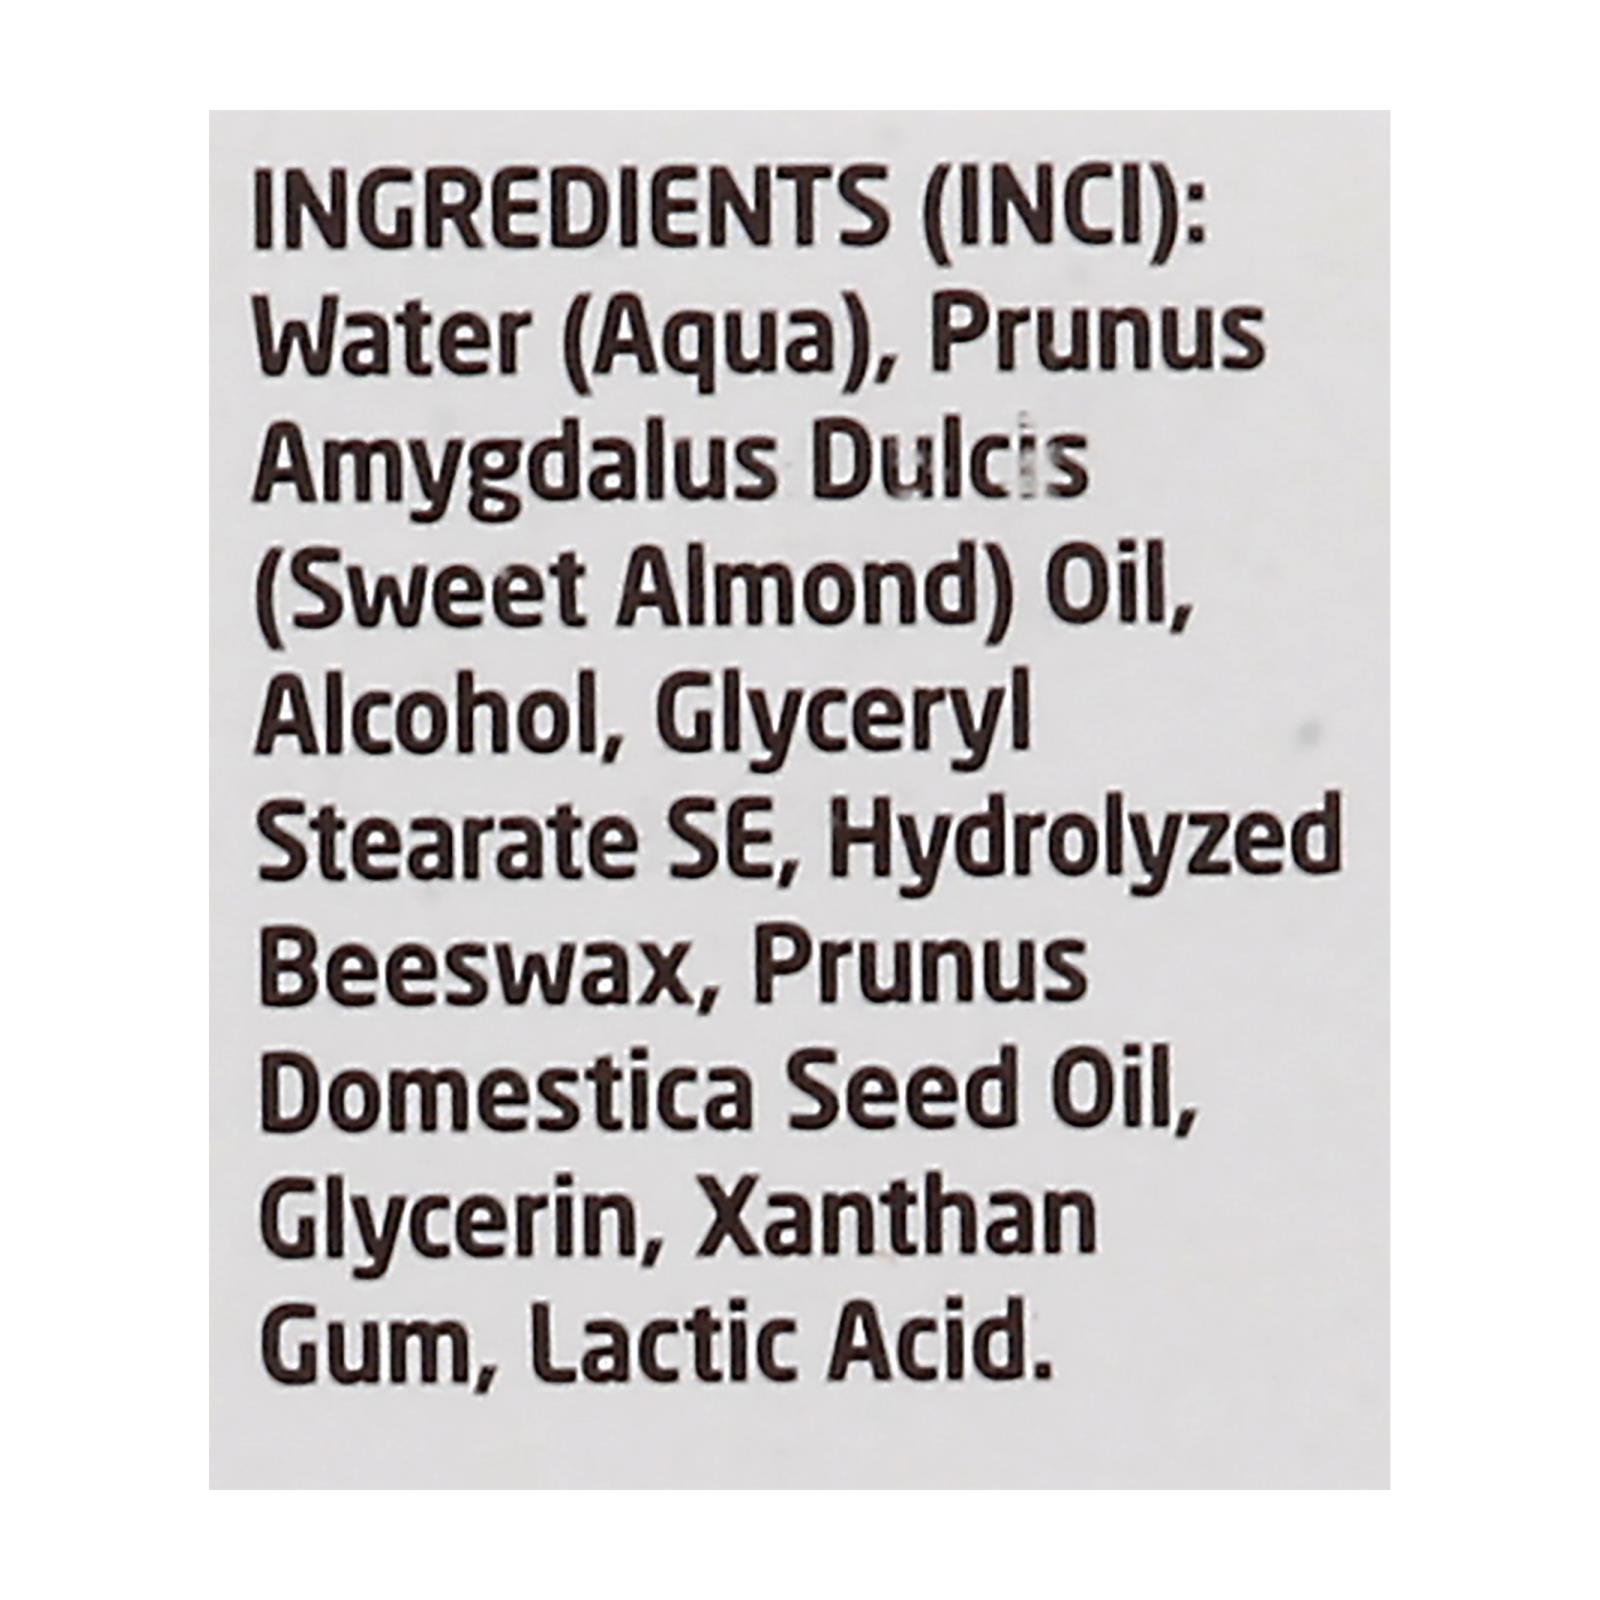 INGREDIENTS (INCI):
Water (Aqua), Prunus
Amygdalus Dulcis
(Sweet Almond) Oil,
Alcohol, Glyceryl
Stearate SE, Hydrolyzed
Beeswax, Prunus
Domestica Seed Oil,
Glycerin, Xanthan
Gum, Lactic Acid.